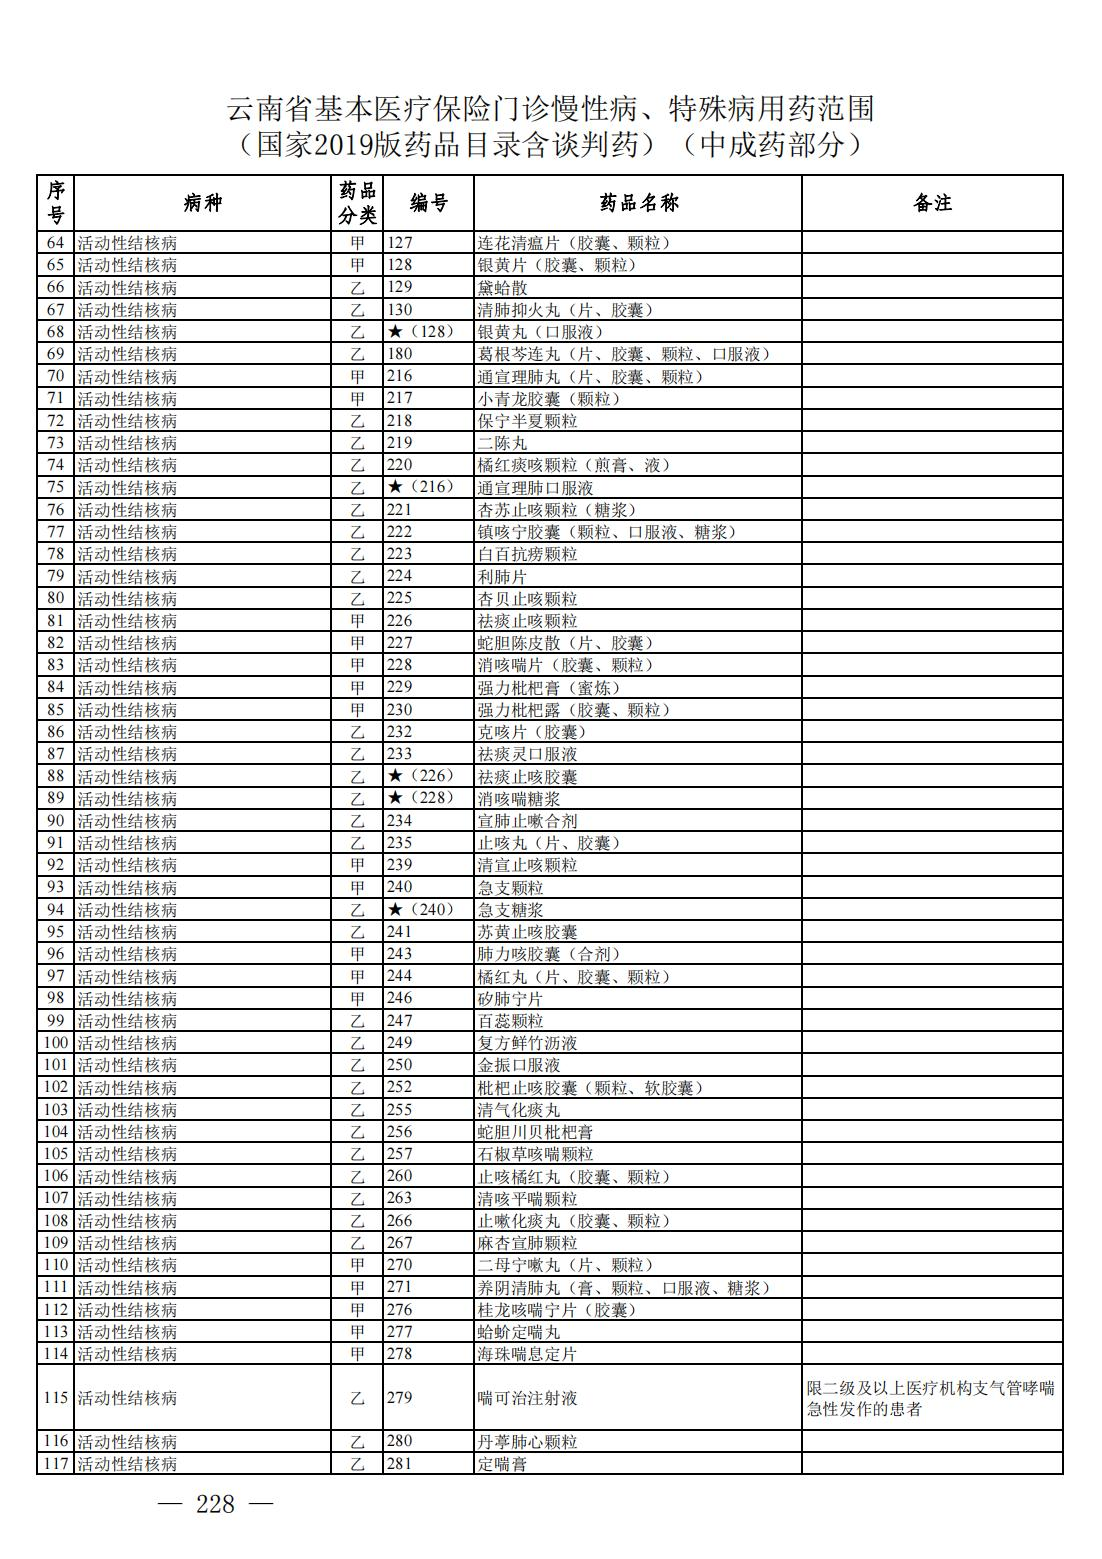 云南省基本医疗保险门诊慢性病、特殊病用药范围
（国家2019版药品目录含谈判药）（中成药部分）
序号 病种 药品分类 编号 药品名称 备注
64 活动性结核病 甲 127 连花清瘟片（胶囊、颗粒）
65 活动性结核病 甲 128 银黄片（胶囊、颗粒）
66 活动性结核病 乙 129 黛蛤散
67 活动性结核病 乙 130 清肺抑火丸（片、胶囊）
68 活动性结核病 乙 ★（128） 银黄丸（口服液）
69 活动性结核病 乙 180 葛根芩连丸（片、胶囊、颗粒、口服液）
70 活动性结核病 甲 216 通宣理肺丸（片、胶囊、颗粒）
71 活动性结核病 甲 217 小青龙胶囊（颗粒）
72 活动性结核病 乙 218 保宁半夏颗粒
73 活动性结核病 乙 219 二陈丸
74 活动性结核病 乙 220 橘红痰咳颗粒（煎膏、液）
75 活动性结核病 乙 ★（216） 通宣理肺口服液
76 活动性结核病 乙 221 杏苏止咳颗粒（糖浆）
77 活动性结核病 乙 222 镇咳宁胶囊（颗粒、口服液、糖浆）
78 活动性结核病 乙 223 白百抗痨颗粒
79 活动性结核病 乙 224 利肺片
80 活动性结核病 乙 225 杏贝止咳颗粒
81 活动性结核病 甲 226 祛痰止咳颗粒
82 活动性结核病 甲 227 蛇胆陈皮散（片、胶囊）
83 活动性结核病 甲 228 消咳喘片（胶囊、颗粒）
84 活动性结核病 甲 229 强力枇杷膏（蜜炼）
85 活动性结核病 甲 230 强力枇杷露（胶囊、颗粒）
86 活动性结核病 乙 232 克咳片（胶囊）
87 活动性结核病 乙 233 祛痰灵口服液
88 活动性结核病 乙 ★（226） 祛痰止咳胶囊
89 活动性结核病 乙 ★（228） 消咳喘糖浆
90 活动性结核病 乙 234 宣肺止嗽合剂
91 活动性结核病 乙 235 止咳丸（片、胶囊）
92 活动性结核病 甲 239 清宣止咳颗粒
93 活动性结核病 甲 240 急支颗粒
94 活动性结核病 乙 ★（240） 急支糖浆
95 活动性结核病 乙 241 苏黄止咳胶囊
96 活动性结核病 甲 243 肺力咳胶囊（合剂）
97 活动性结核病 甲 244 橘红丸（片、胶囊、颗粒）
98 活动性结核病 甲 246 矽肺宁片
99 活动性结核病 乙 247 百蕊颗粒
100 活动性结核病 乙 249 复方鲜竹沥液
101 活动性结核病 乙 250 金振口服液
102 活动性结核病 乙 252 枇杷止咳胶囊（颗粒、软胶囊）
103 活动性结核病 乙 255 清气化痰丸
104 活动性结核病 乙 256 蛇胆川贝枇杷膏
105 活动性结核病 乙 257 石椒草咳喘颗粒
106 活动性结核病 乙 260 止咳橘红丸（胶囊、颗粒）
107 活动性结核病 乙 263 清咳平喘颗粒
108 活动性结核病 乙 266 止嗽化痰丸（胶囊、颗粒）
109 活动性结核病 乙 267 麻杏宣肺颗粒
110 活动性结核病 甲 270 二母宁嗽丸（片、颗粒）
111 活动性结核病 甲 271 养阴清肺丸（膏、颗粒、口服液、糖浆）
112 活动性结核病 甲 276 桂龙咳喘宁片（胶囊）
113 活动性结核病 甲 277 蛤蚧定喘丸
114 活动性结核病 甲 278 海珠喘息定片
115 活动性结核病 乙 279 喘可治注射液 限二级及以上医疗机构支气管哮喘
急性发作的患者
116 活动性结核病 乙 280 丹葶肺心颗粒
117 活动性结核病 乙 281 定喘膏
— 228 —